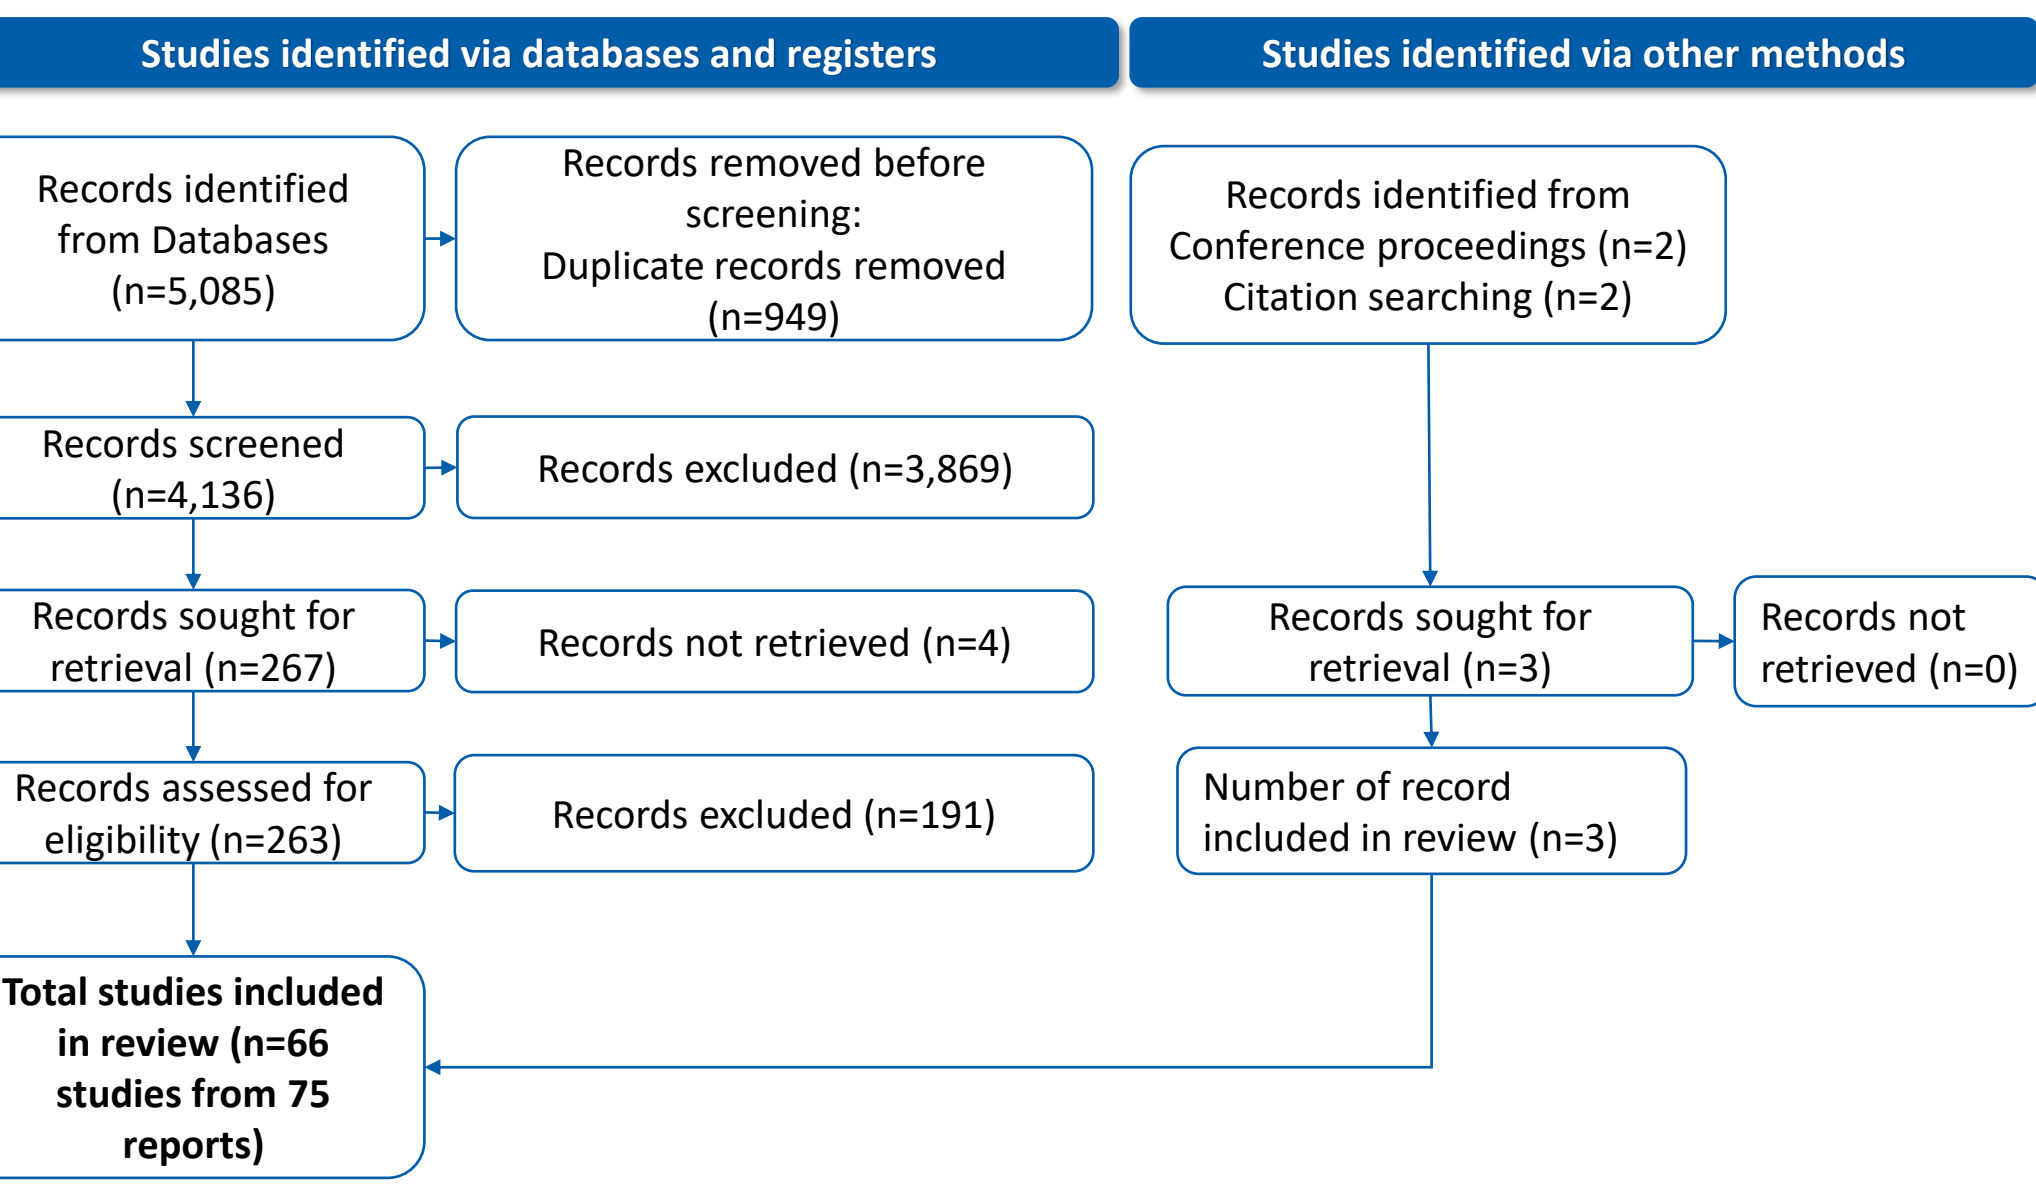 Studies identified via databases and registers
Studies identified via other methods
Records identified
from Databases
(n=5,085)
Records removed before
screening:
Duplicate records removed
(n=949)
Records identified from
Conference proceedings (n=2)
Citation searching (n=2)
Records screened
(n=4,136)
Records excluded (n=3,869)
Records sought for
retrieval (n=267)
Records not retrieved (n=4)
Records sought for
retrieval (n=3)
Records not
retrieved (n=0)
Records assessed for
eligibility (n=263)
Records excluded (n=191)
Number of record
included in review (n=3)
Total studies included
in review (n=66
studies from 75
reports)